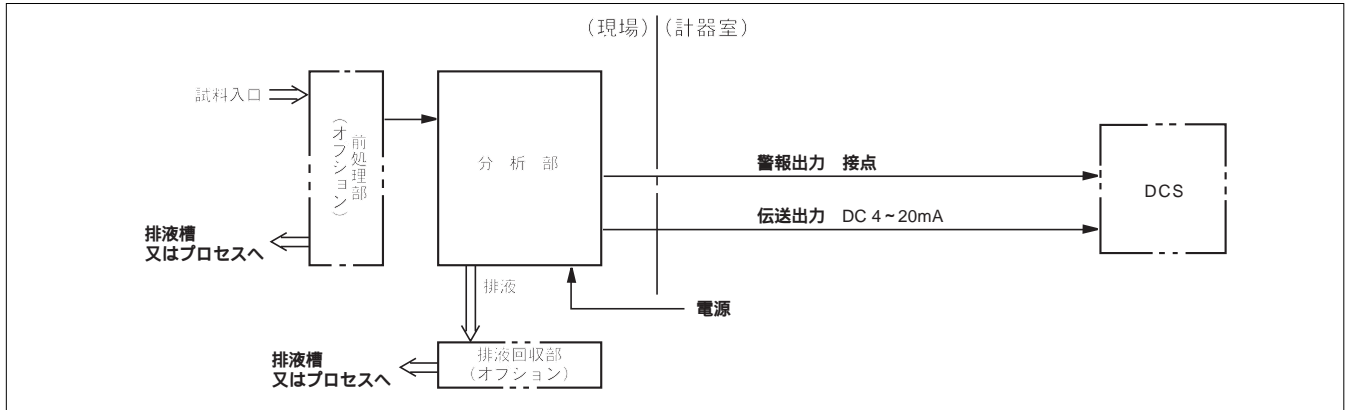 (現場) (計器室)
試料入口
前処理部
(オフション)
分 析 部
警報出力 接点
伝送出力 DC 4~20mA
DCS
排液槽
又はプロセスへ
排液
電源
排液回収部
(オフション)
排液槽
又はプロセスへ